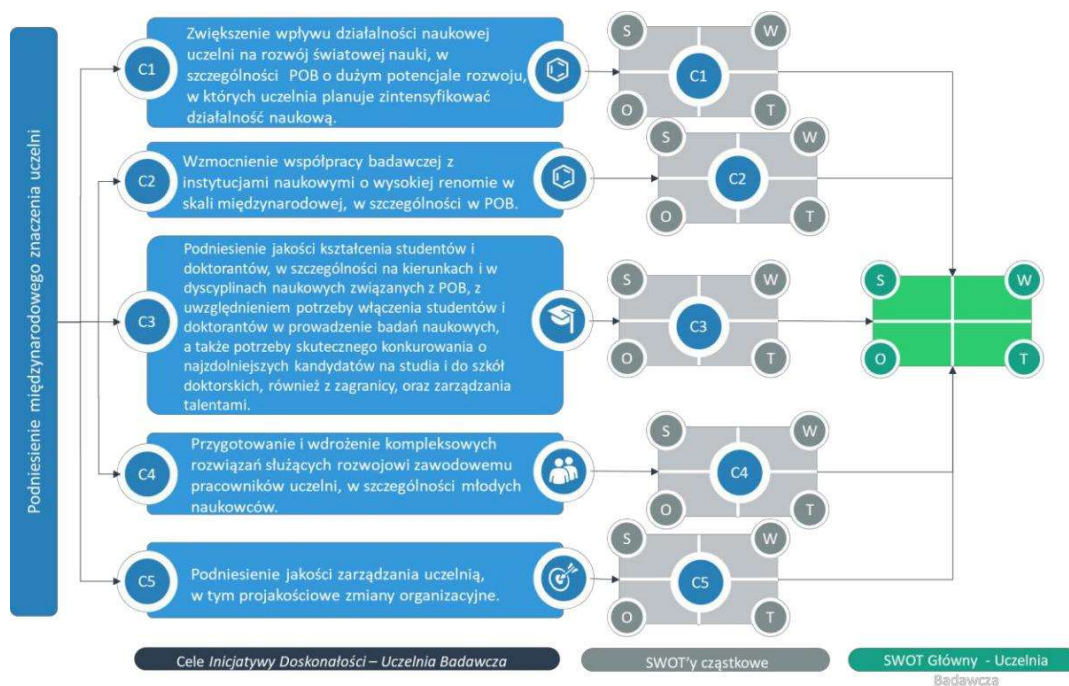 Podniesienie międzynarodowego znaczenia uczelni
C1
Zwiększenie wpływu działalności naukowej
uczelni na rozwój światowej nauki, w
szczególności POB o dużym potencjale rozwoju,
w których uczelnia planuje zintensyfikować
działalność naukową.
S
W
C1
O
T
C2
Wzmocnienie współpracy badawczej z
instytucjami naukowymi o wysokiej renomie w
skali międzynarodowej, w szczególności w POB.
S
W
C2
O
T
C3
Podniesienie jakości kształcenia studentów i
doktorantów, w szczególności na kierunkach i w
dyscyplinach naukowych związanych z POB, z
uwzględnieniem potrzeby włączenia studentów i
doktorantów w prowadzenie badań naukowych,
a także potrzeby skutecznego konkurowania o
najzdolniejszych kandydatów na studia i do szkół
doktorskich, również z zagranicy, oraz zarządzania
talentami.
S
W
C3
O
T
S
W
O
T
C4
Przygotowanie i wdrożenie kompleksowych
rozwiązań służących rozwojowi zawodowemu
pracowników uczelni, w szczególności młodych
naukowców.
S
W
C4
O
T
C5
Podniesienie jakości zarządzania uczelnią,
w tym projakościowe zmiany organizacyjne.
S
W
C5
O
T
Cele Inicjatywy Doskonałości – Uczelnia Badawcza
SWOT'y cząstkowe
SWOT Główny - Uczelnia
Badawcza